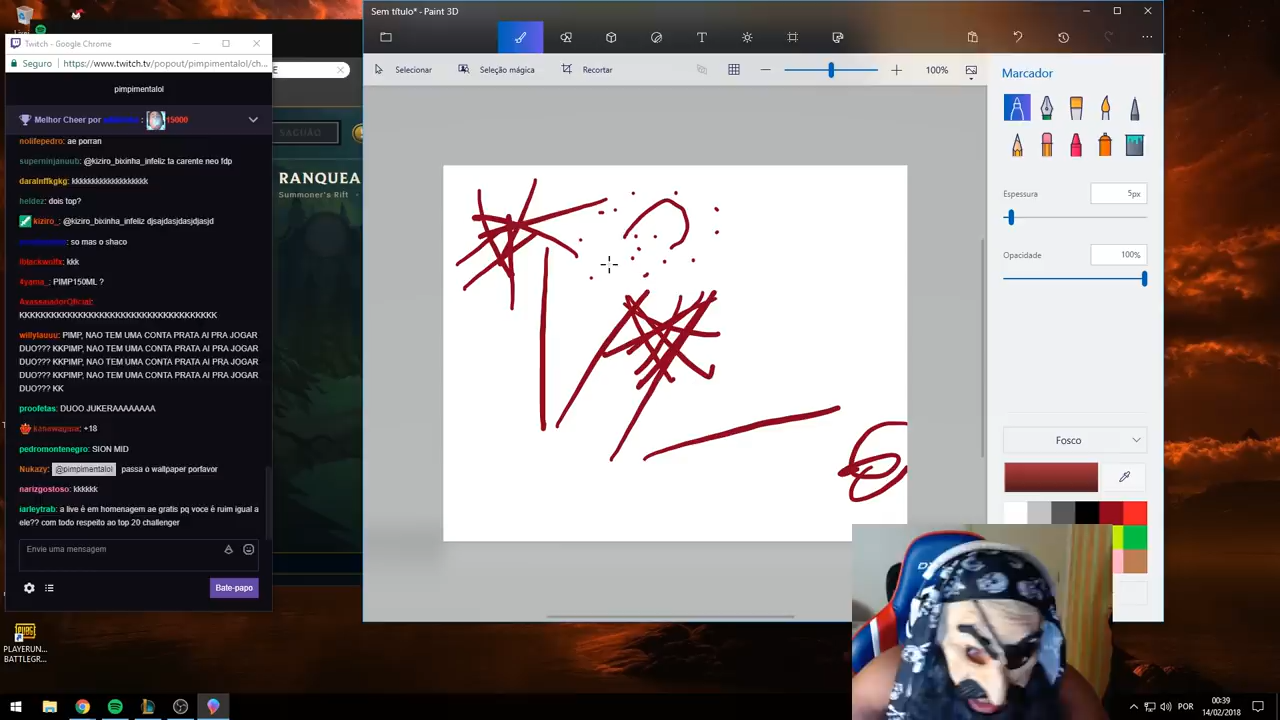 Sem título* - Paint 3D
Twitch - Google Chrome
Seguro
https://www.twitch.tv/popout/pimpimentalol/ch...
pimpimentalol
Melhor Cheer por
: 15000
nolifepedro: ae porran
superninjanuub: @kiziro_bixinha_infeliz ta carente neo fdp
darainffkgkg: kkkkkkkkkkkkkkkkkkk
heldez: dois top?
kiziro_: @kiziro_bixinha_infeliz djsajdasjdasjdasjd
: so mas o shaco
: kkk
: PIMP150ML ?
KKKKKKKKKKKKKKKKKKKKKKKKKKKKKKKKKKKKK
willylauuu: PIMP, NAO TEM UMA CONTA PRATA AI PRA JOGAR
DUO??? KKPIMP, NAO TEM UMA CONTA PRATA AI PRA JOGAR
DUO??? KKPIMP, NAO TEM UMA CONTA PRATA AI PRA JOGAR
DUO??? KKPIMP, NAO TEM UMA CONTA PRATA AI PRA JOGAR
DUO??? KK
proofetas: DUOO JUKERAAAAAAAA
: +18
pedromontenegro: SION MID
Nukazy: @pimpimentalol passa o wallpaper porfavor
narizgostoso: kkkkkk
iarleytrab: a live é em homenagem ae gratis pq voce é ruim igual a
ele?? com todo respeito ao top 20 challenger
Envie uma mensagem
Bate-papo
SAGUÃO
RANQUEA
Summoner's Rift
Selecionar
Seleção mágica
Recortar
100%
Marcador
Espessura
5px
Opacidade
100%
Fosco
PLAYERUN...
BATTLEGR...
POR
00:39
14/02/2018